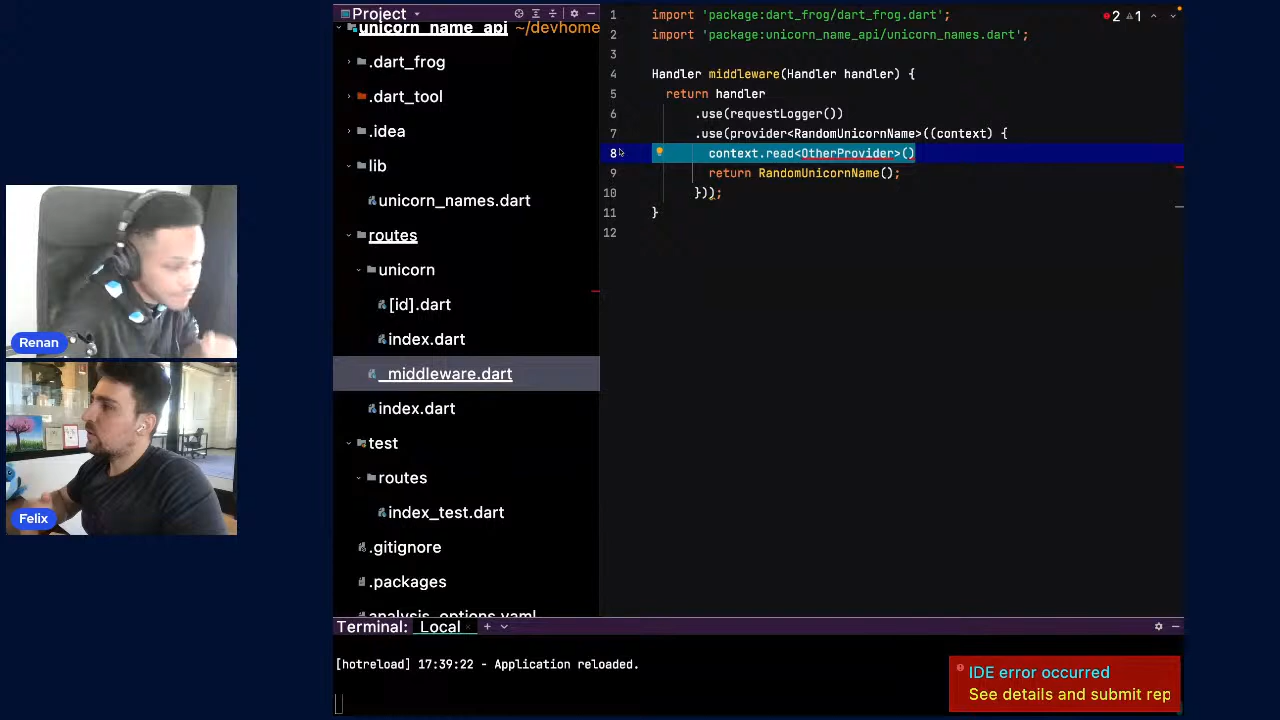 Project
unicorn_name_api ~/devhome
.dart_frog
.dart_tool
.idea
lib
unicorn_names.dart
routes
unicorn
[id].dart
index.dart
_middleware.dart
index.dart
test
routes
index_test.dart
.gitignore
.packages
analysis_options.yaml
1 import 'package:dart_frog/dart_frog.dart';
2 import 'package:unicorn_name_api/unicorn_names.dart';
3
4 Handler middleware(Handler handler) {
5 return handler
6 .use(requestLogger())
7 .use(provider<RandomUnicornName>((context) {
8 context.read<OtherProvider>()
9 return RandomUnicornName();
10 }));
11 }
12
2 1
Renan
Felix
Terminal: Local
[hotreload] 17:39:22 - Application reloaded.
IDE error occurred
See details and submit rep